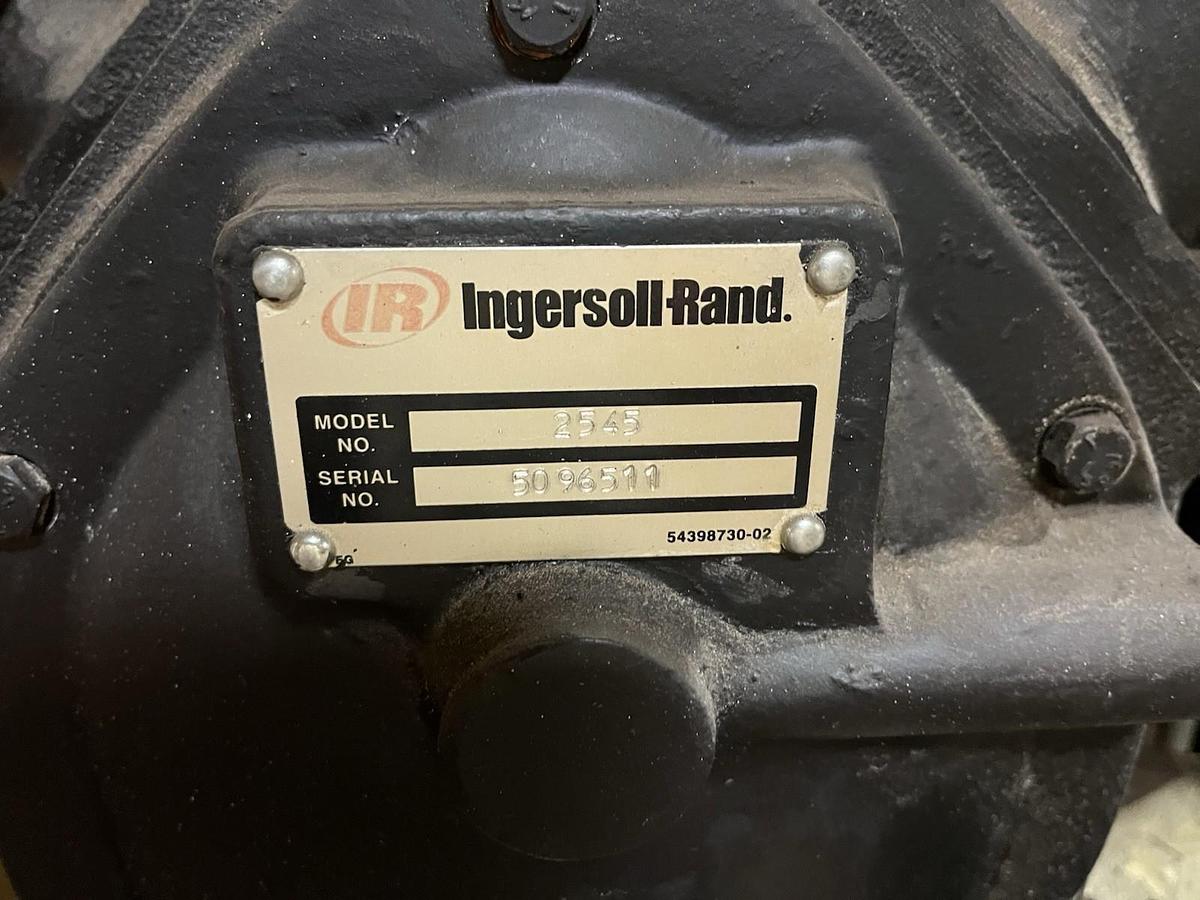 IR Ingersoll-Rand.
MODEL NO. 2545
SERIAL NO. 5096511
54398730-02